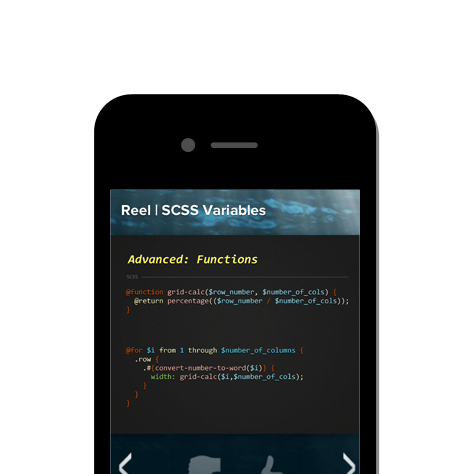 Reel | SCSS Variables
Advanced: Functions
SCSS
@function grid-calc($row_number, $number_of_cols) {
@return percentage(($row_number / $number_of_cols));
}
@for $i from 1 through $number_of_columns {
.row {
.#{convert-number-to-word($i)} {
width: grid-calc($i,$number_of_cols);
}
}
}